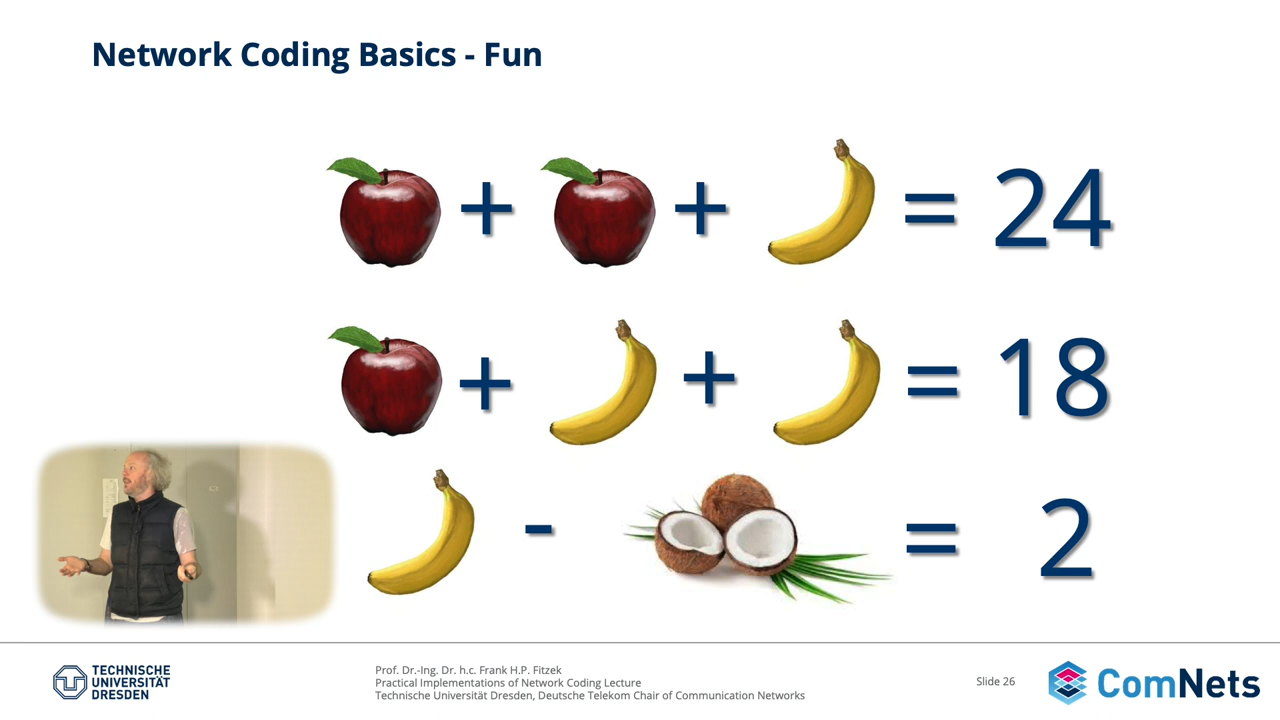 Network Coding Basics - Fun
+ + = 24
+ + = 18
- = 2
TECHNISCHE
UNIVERSITÄT
DRESDEN
Prof. Dr.-Ing. Dr. h.c. Frank H.P. Fitzek
Practical Implementations of Network Coding Lecture
Technische Universität Dresden, Deutsche Telekom Chair of Communication Networks
Slide 26
ComNets